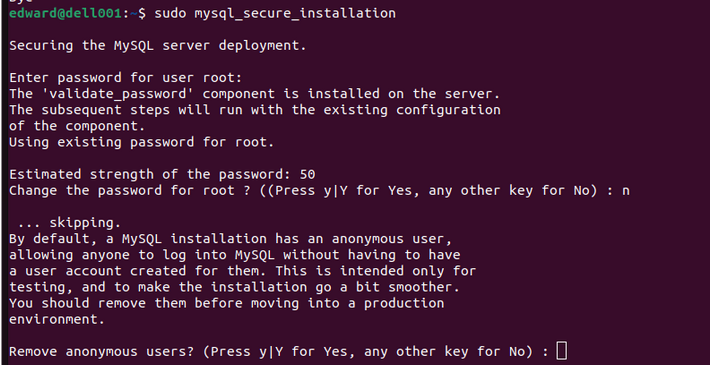 edward@dell001:~$ sudo mysql_secure_installation
Securing the MySQL server deployment.
Enter password for user root:
The 'validate_password' component is installed on the server.
The subsequent steps will run with the existing configuration
of the component.
Using existing password for root.
Estimated strength of the password: 50
Change the password for root ? ((Press y|Y for Yes, any other key for No) : n
... skipping.
By default, a MySQL installation has an anonymous user,
allowing anyone to log into MySQL without having to have
a user account created for them. This is intended only for
testing, and to make the installation go a bit smoother.
You should remove them before moving into a production
environment.
Remove anonymous users? (Press y|Y for Yes, any other key for No) :